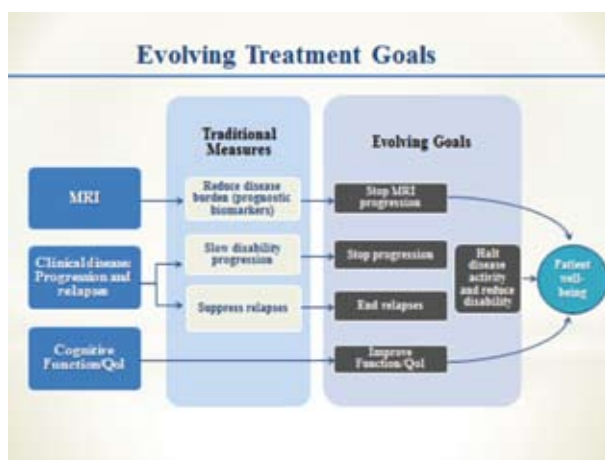 Evolving Treatment Goals
Traditional
Measures
Evolving Goals
MRI
Reduce disease
burden (prognostic
biomarkers)
Stop MRI
progression
Clinical disease:
Progression and
relapses
Slow disability
progression
Stop progression
Halt
disease
activity
and reduce
disability
Patient
well-
being
Suppress relapses
End relapses
Cognitive
Function/Qol
Improve
Function/QoI